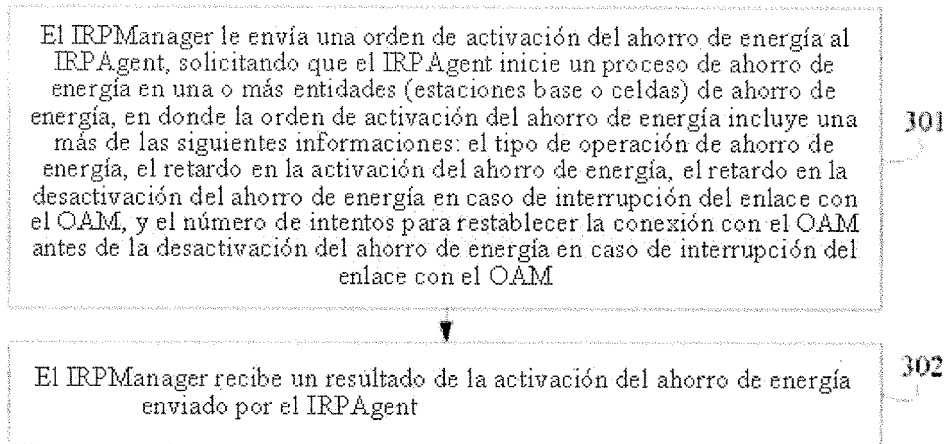 El IRPManager le envía una orden de activación del ahorro de energía al
IRPAgent, solicitando que el IRPAgent inicie un proceso de ahorro de
energía en una o más entidades (estaciones base o celdas) de ahorro de
energía, en donde la orden de activación del ahorro de energía incluye una
más de las siguientes informaciones: el tipo de operación de ahorro de
energía, el retardo en la activación del ahorro de energía, el retardo en la
desactivación del ahorro de energía en caso de interrupción del enlace con
el OAM, y el número de intentos para restablecer la conexión con el OAM
antes de la desactivación del ahorro de energía en caso de interrupción del
enlace con el OAM
301
El IRPManager recibe un resultado de la activación del ahorro de energía
enviado por el IRPAgent
302